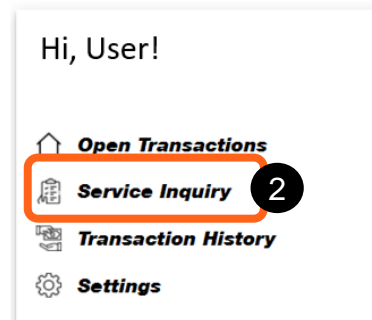 Hi, User!
Open Transactions
Service Inquiry 2
Transaction History
Settings